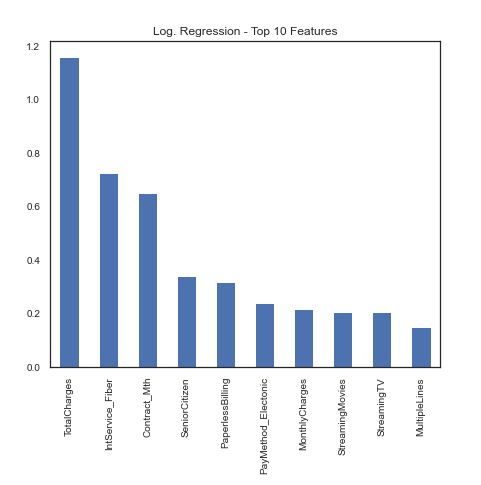 Log. Regression - Top 10 Features
1.2
1.0
0.8
0.6
0.4
0.2
0.0
TotalCharges
IntService_Fiber
Contract_Mth
SeniorCitizen
PaperlessBilling
PayMethod_Electonic
MonthlyCharges
StreamingMovies
StreamingTV
MultipleLines